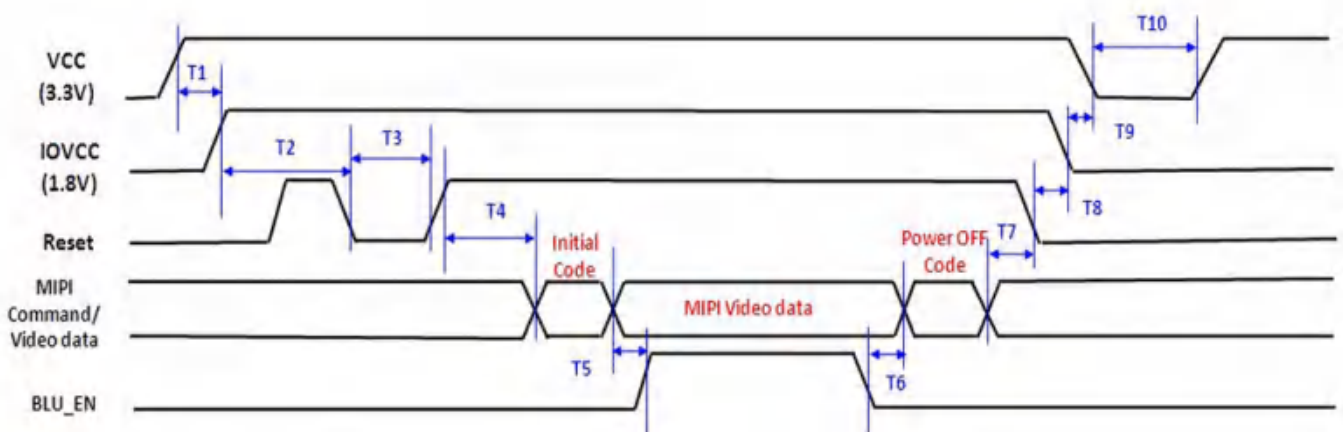 VCC
(3.3V)
T1
T10
IOVCC
(1.8V)
T2
T3
T9
Reset
T4
T7
T8
Initial
Code
Power OFF
Code
MIPI
Command/
Video data
MIPI Video data
T5
T6
BLU_EN